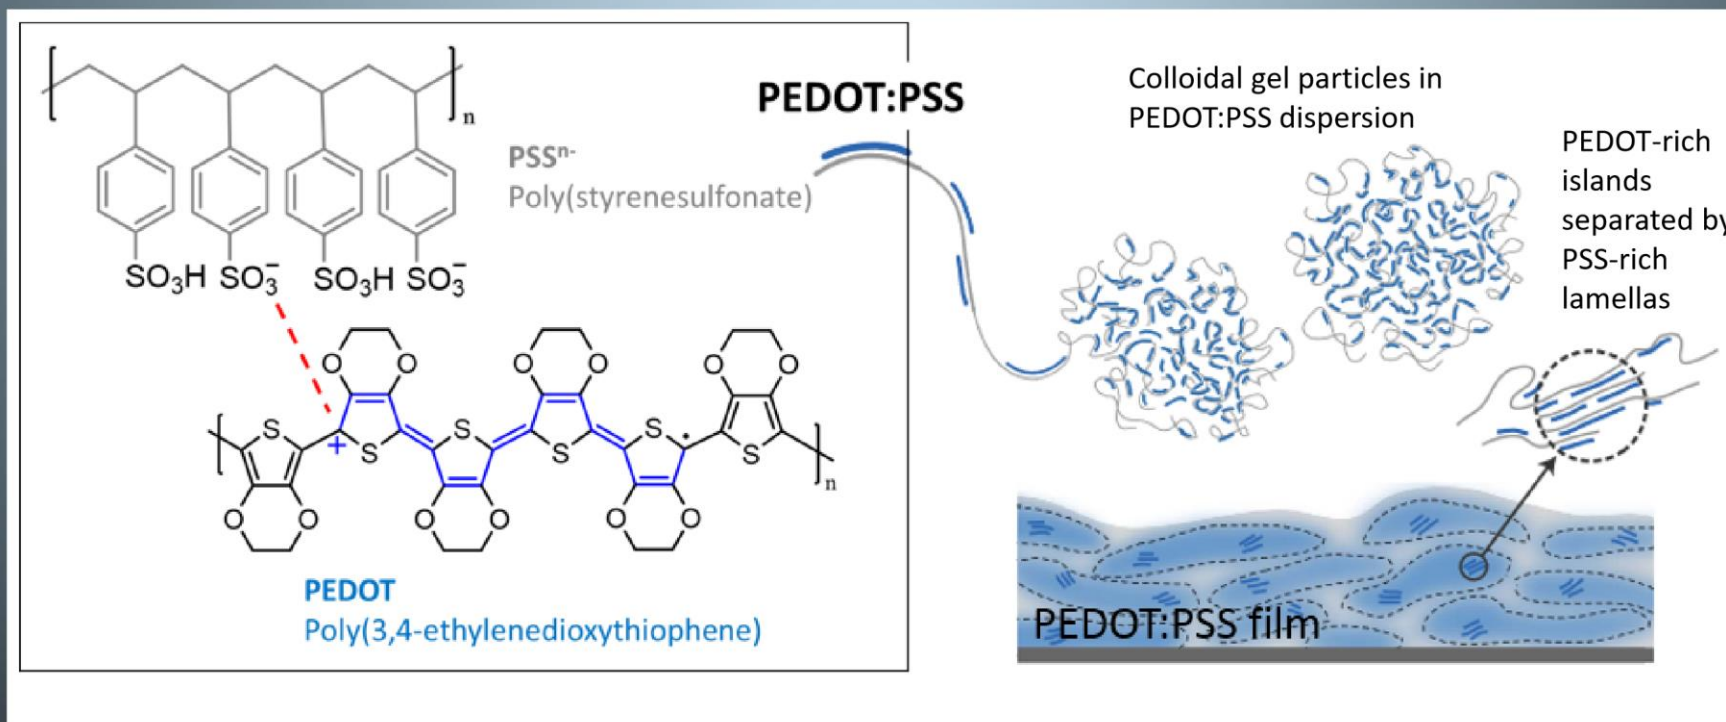 PEDOT:PSS
n
PSSⁿ⁻
Poly(styrenesulfonate)
SO₃H SO₃⁻ SO₃H SO₃⁻
O O O O O O
S S S S
+ S S S ·
n
O O O O O O
PEDOT
Poly(3,4-ethylenedioxythiophene)
Colloidal gel particles in
PEDOT:PSS dispersion
PEDOT-rich
islands
separated by
PSS-rich
lamellas
PEDOT:PSS film